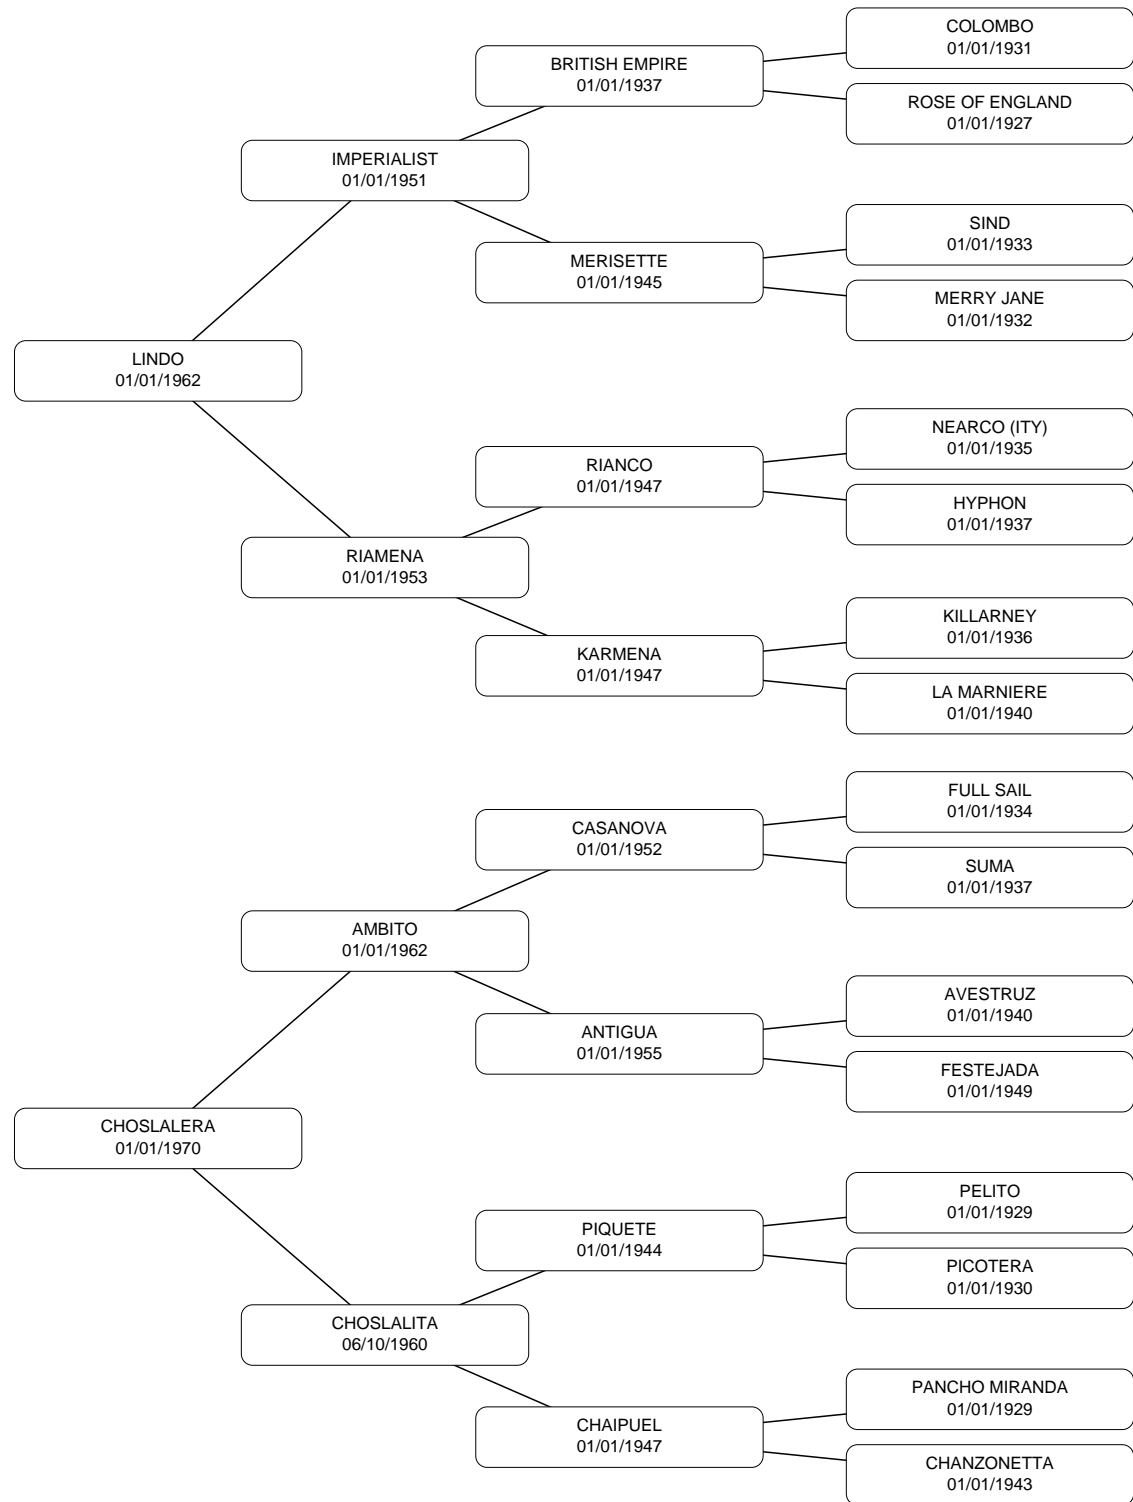 COLOMBO
01/01/1931
BRITISH EMPIRE
01/01/1937
ROSE OF ENGLAND
01/01/1927
IMPERIALIST
01/01/1951
SIND
01/01/1933
MERISETTE
01/01/1945
MERRY JANE
01/01/1932
LINDO
01/01/1962
NEARCO (ITY)
01/01/1935
RIANCO
01/01/1947
HYPHON
01/01/1937
RIAMENA
01/01/1953
KILLARNEY
01/01/1936
KARMENA
01/01/1947
LA MARNIERE
01/01/1940
FULL SAIL
01/01/1934
CASANOVA
01/01/1952
SUMA
01/01/1937
AMBITO
01/01/1962
AVESTRUZ
01/01/1940
ANTIGUA
01/01/1955
FESTEJADA
01/01/1949
CHOSLALERA
01/01/1970
PELITO
01/01/1929
PIQUETE
01/01/1944
PICOTERA
01/01/1930
CHOSLALITA
06/10/1960
PANCHO MIRANDA
01/01/1929
CHAIPUEL
01/01/1947
CHANZONETTA
01/01/1943